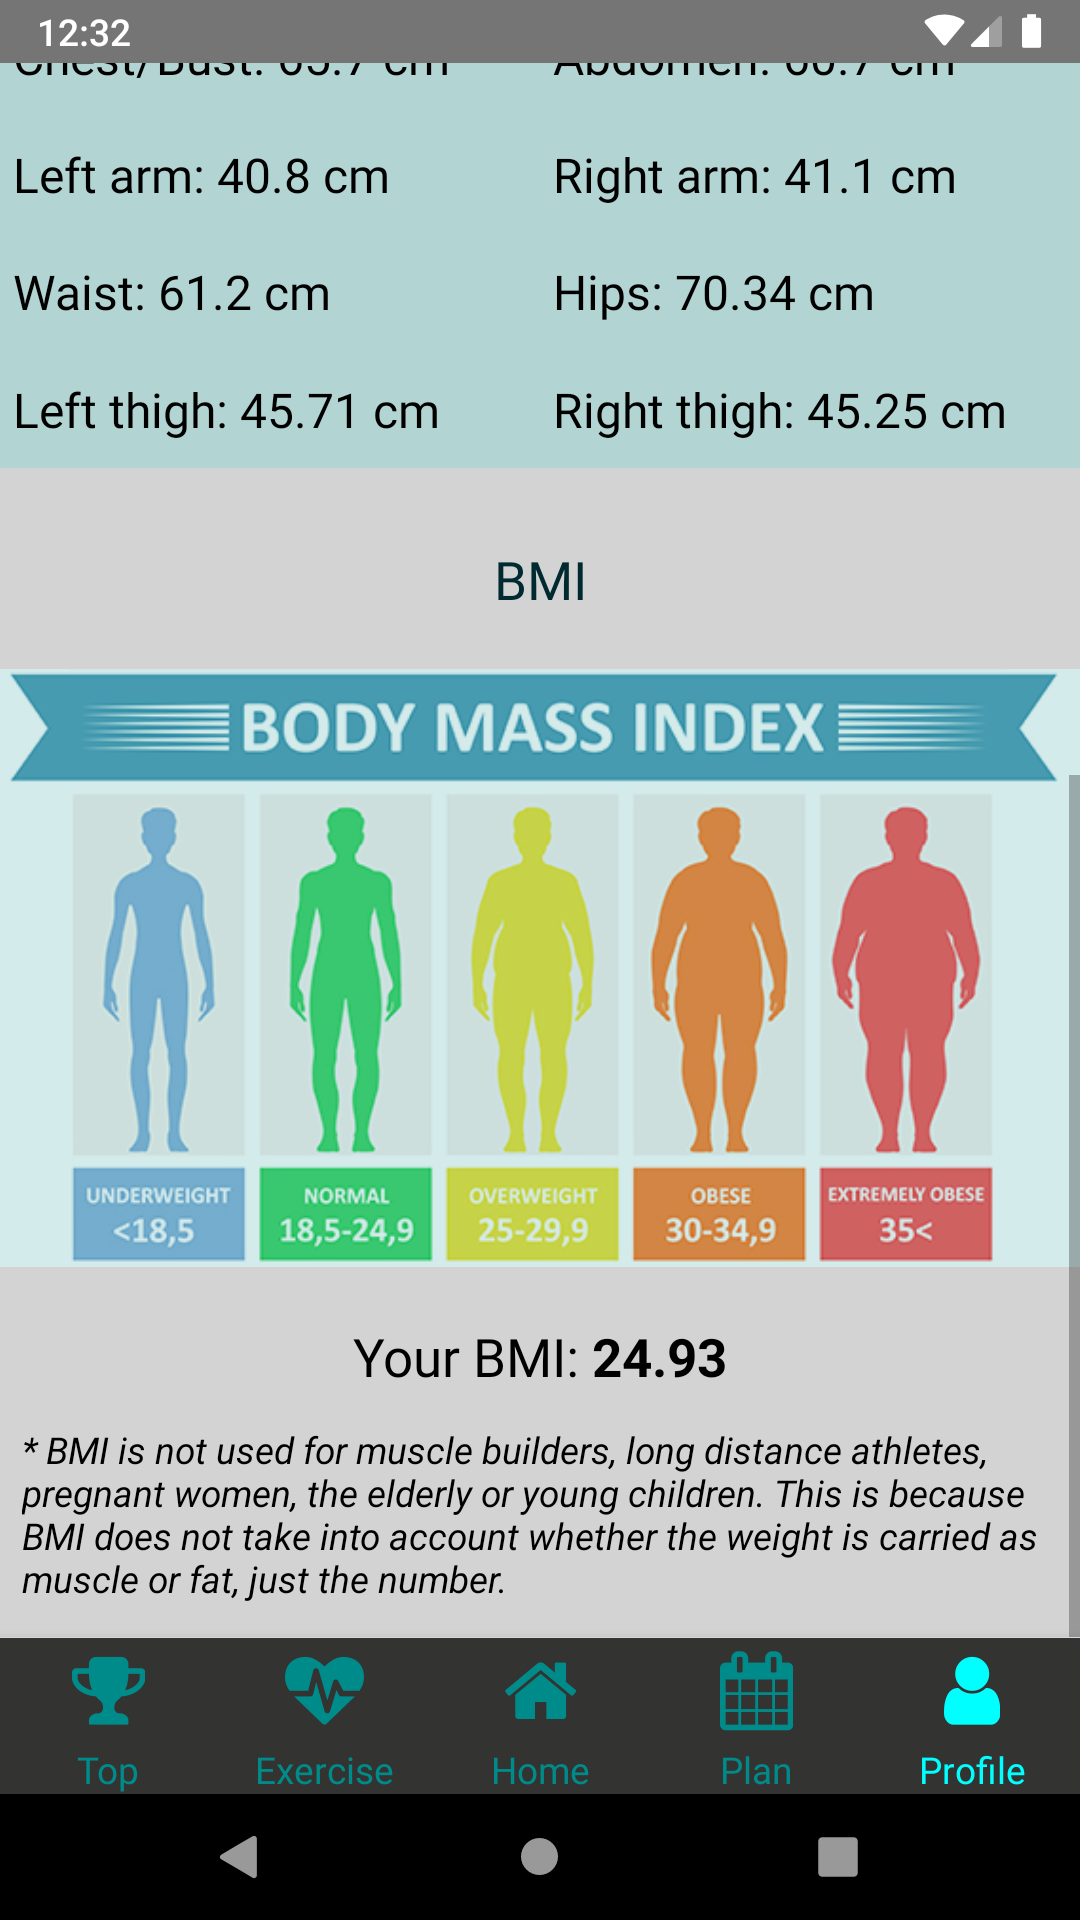 12:32
Left arm: 40.8 cm
Right arm: 41.1 cm
Waist: 61.2 cm
Hips: 70.34 cm
Left thigh: 45.71 cm
Right thigh: 45.25 cm
BMI
BODY MASS INDEX
UNDERWEIGHT
<18,5
NORMAL
18,5-24,9
OVERWEIGHT
25-29,9
OBESE
30-34,9
EXTREMELY OBESE
35<
Your BMI: 24.93
* BMI is not used for muscle builders, long distance athletes,
pregnant women, the elderly or young children. This is because
BMI does not take into account whether the weight is carried as
muscle or fat, just the number.
Top
Exercise
Home
Plan
Profile